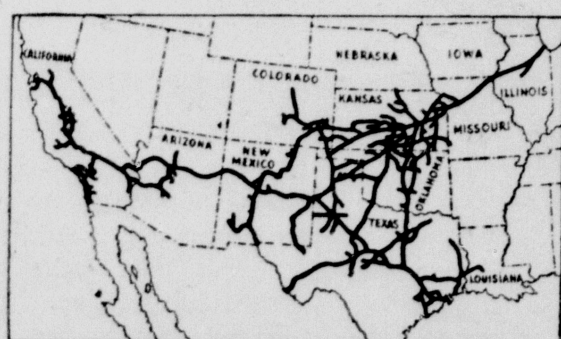 CALIFORNIA
NEBRASKA
IOWA
COLORADO
KANSAS
ILLINOIS
MISSOURI
ARIZONA
NEW
MEXICO
OKLAHOMA
TEXAS
LOUISIANA